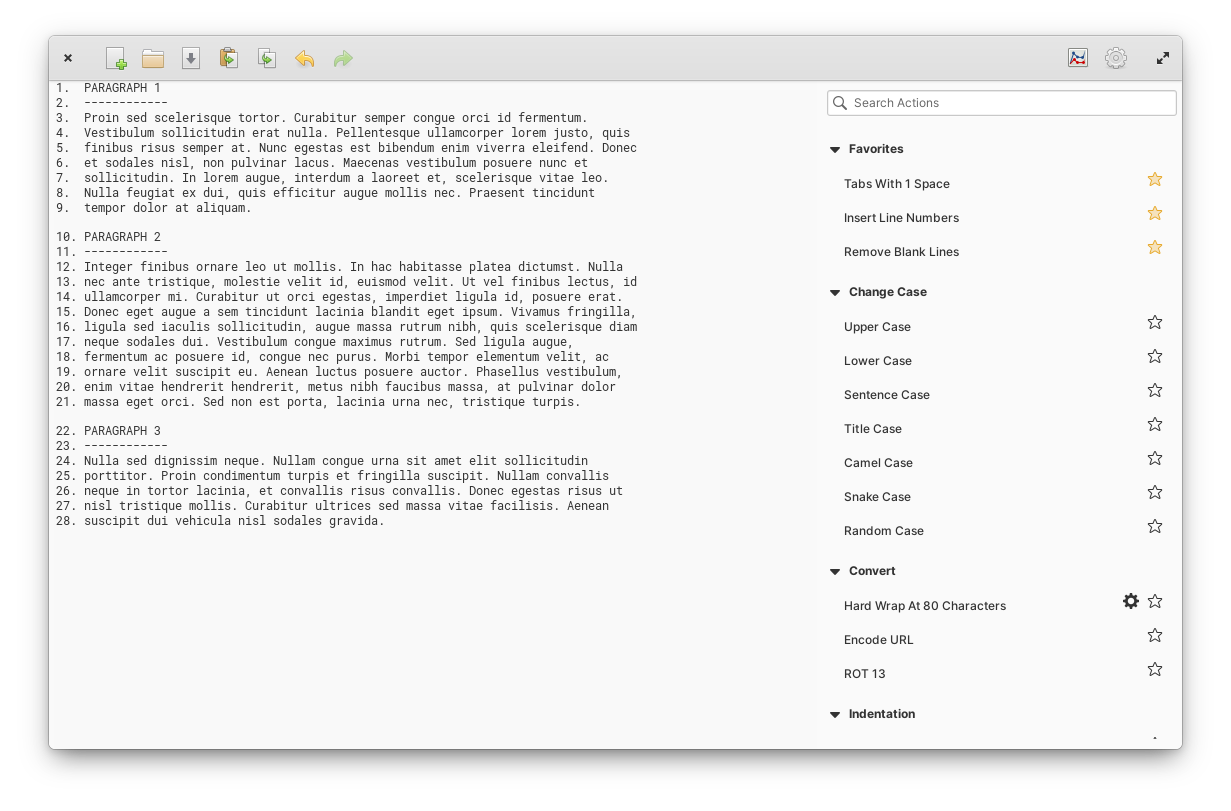 1.  PARAGRAPH 1
2.  ------------
3.  Proin sed scelerisque tortor. Curabitur semper congue orci id fermentum.
4.  Vestibulum sollicitudin erat nulla. Pellentesque ullamcorper lorem justo, quis
5.  finibus risus semper at. Nunc egestas est bibendum enim viverra eleifend. Donec
6.  et sodales nisl, non pulvinar lacus. Maecenas vestibulum posuere nunc et
7.  sollicitudin. In lorem augue, interdum a laoreet et, scelerisque vitae leo.
8.  Nulla feugiat ex dui, quis efficitur augue mollis nec. Praesent tincidunt
9.  tempor dolor at aliquam.
10. PARAGRAPH 2
11. ------------
12. Integer finibus ornare leo ut mollis. In hac habitasse platea dictumst. Nulla
13. nec ante tristique, molestie velit id, euismod velit. Ut vel finibus lectus, id
14. ullamcorper mi. Curabitur ut orci egestas, imperdiet ligula id, posuere erat.
15. Donec eget augue a sem tincidunt lacinia blandit eget ipsum. Vivamus fringilla,
16. ligula sed iaculis sollicitudin, augue massa rutrum nibh, quis scelerisque diam
17. neque sodales dui. Vestibulum congue maximus rutrum. Sed ligula augue,
18. fermentum ac posuere id, congue nec purus. Morbi tempor elementum velit, ac
19. ornare velit suscipit eu. Aenean luctus posuere auctor. Phasellus vestibulum,
20. enim vitae hendrerit hendrerit, metus nibh faucibus massa, at pulvinar dolor
21. massa eget orci. Sed non est porta, lacinia urna nec, tristique turpis.
22. PARAGRAPH 3
23. ------------
24. Nulla sed dignissim neque. Nullam congue urna sit amet elit sollicitudin
25. porttitor. Proin condimentum turpis et fringilla suscipit. Nullam convallis
26. neque in tortor lacinia, et convallis risus convallis. Donec egestas risus ut
27. nisl tristique mollis. Curabitur ultrices sed massa vitae facilisis. Aenean
28. suscipit dui vehicula nisl sodales gravida.
Search Actions
Favorites
Tabs With 1 Space
Insert Line Numbers
Remove Blank Lines
Change Case
Upper Case
Lower Case
Sentence Case
Title Case
Camel Case
Snake Case
Random Case
Convert
Hard Wrap At 80 Characters
Encode URL
ROT 13
Indentation